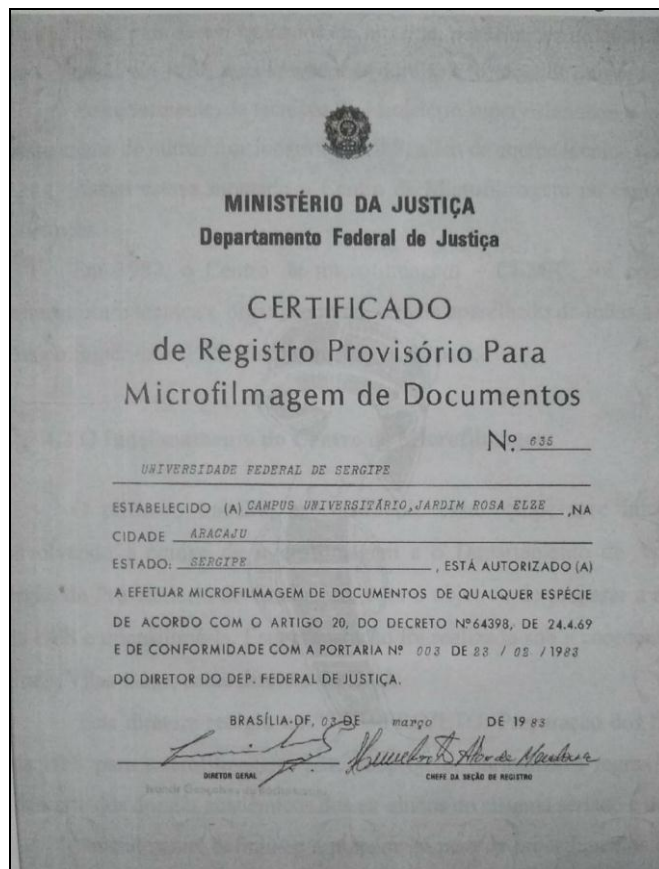 MINISTÉRIO DA JUSTIÇA
Departamento Federal de Justiça
CERTIFICADO
de Registro Provisório Para
Microfilmagem de Documentos
Nº 635
UNIVERSIDADE FEDERAL DE SERGIPE
ESTABELECIDO (A) CAMPUS UNIVERSITÁRIO, JARDIM ROSA ELZE ,NA
CIDADE ARACAJU
ESTADO: SERGIPE , ESTÁ AUTORIZADO (A)
A EFETUAR MICROFILMAGEM DE DOCUMENTOS DE QUALQUER ESPÉCIE
DE ACORDO COM O ARTIGO 20, DO DECRETO Nº 64398, DE 24.4.69
E DE CONFORMIDADE COM A PORTARIA Nº 003 DE 23 / 02 / 1983
DO DIRETOR DO DEP. FEDERAL DE JUSTIÇA.
BRASÍLIA-DF, 03 DE março DE 1983
DIRETOR GERAL CHEFE DA SEÇÃO DE REGISTRO